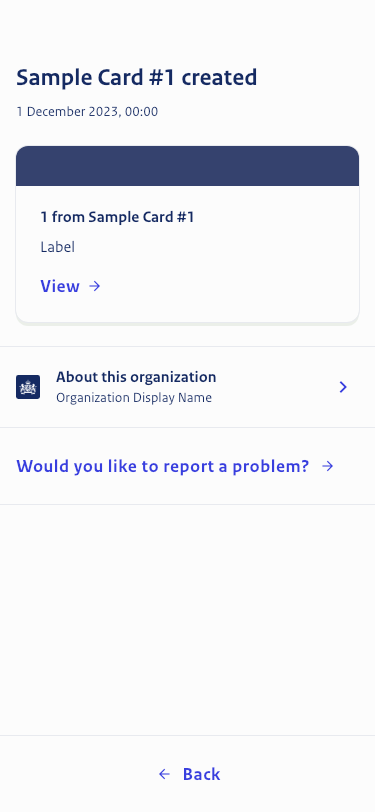 Sample Card #1 created
1 December 2023, 00:00
1 from Sample Card #1
Label
View
About this organization
Organization Display Name
Would you like to report a problem?
Back